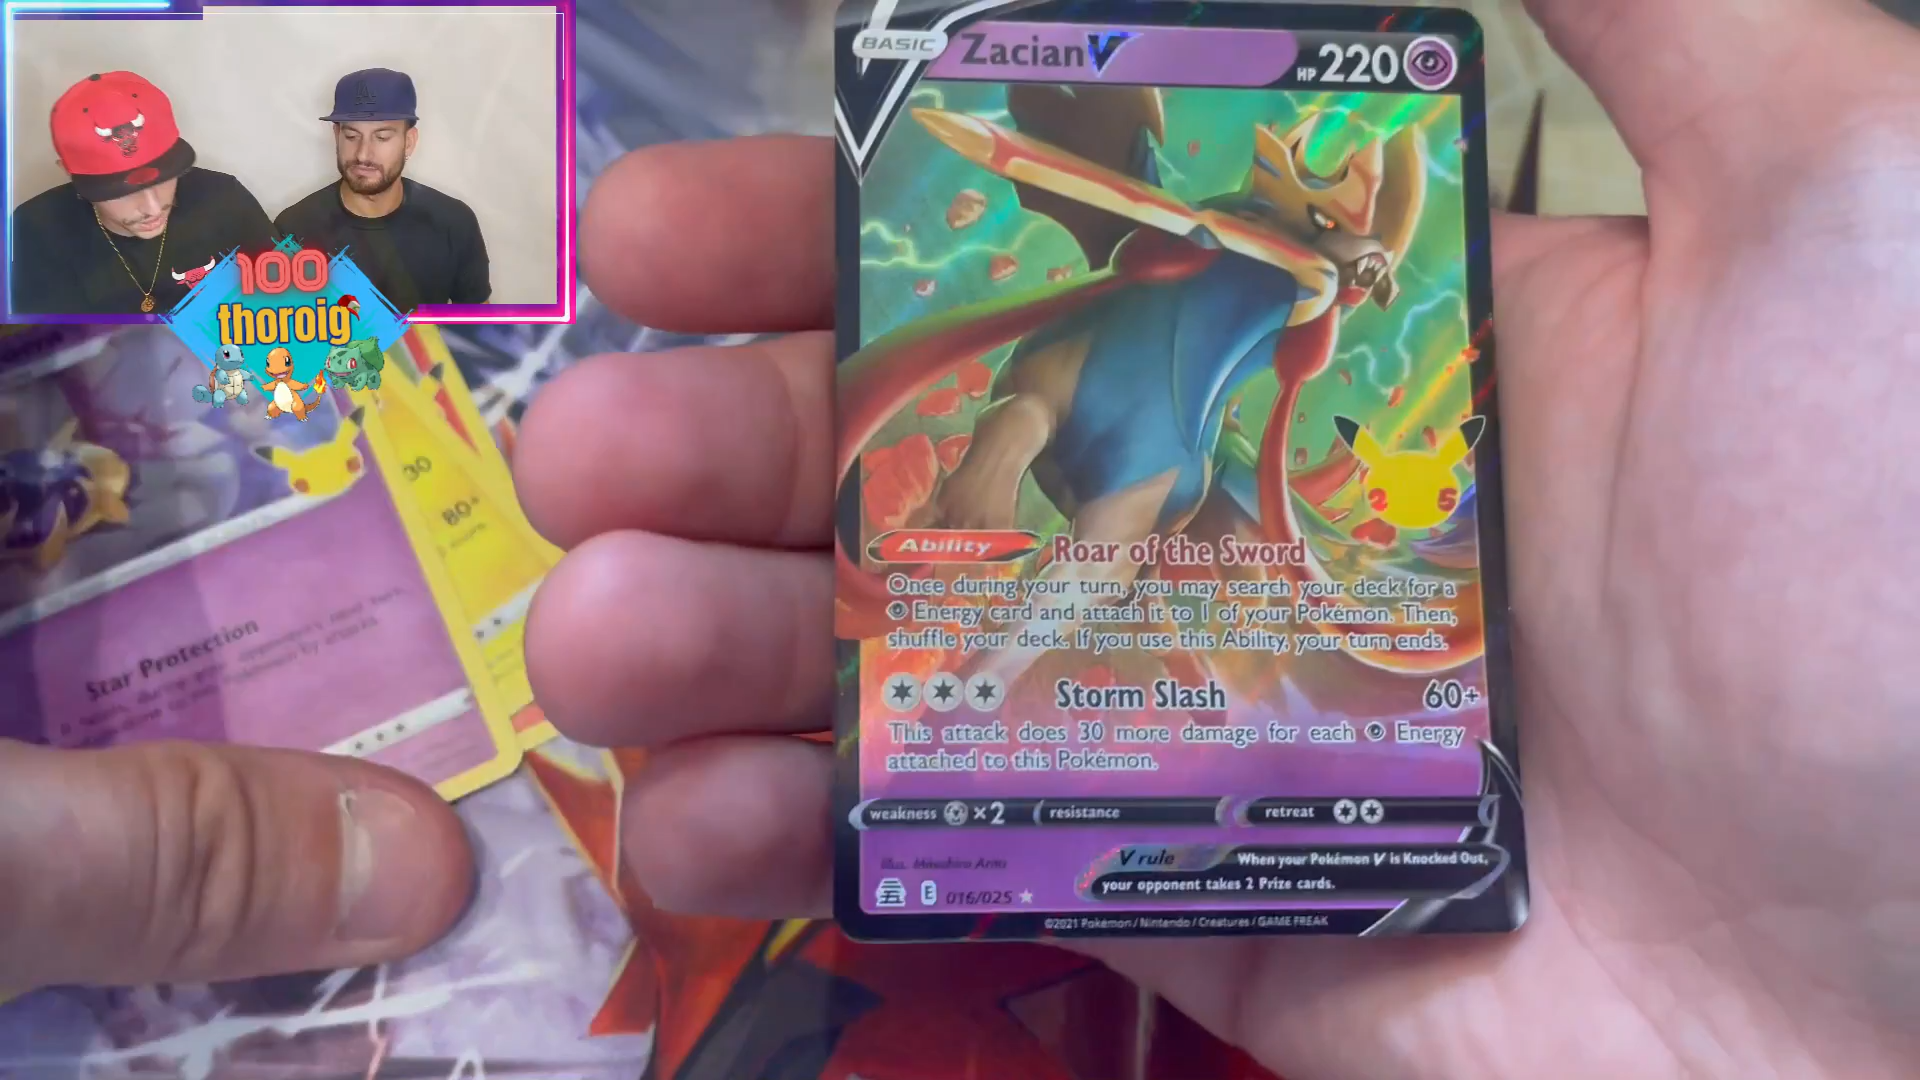 100
thoroig
BASIC
Zacian V
HP 220
2 5
Ability
Roar of the Sword
Once during your turn, you may search your deck for a
Energy card and attach it to 1 of your Pokémon. Then,
shuffle your deck. If you use this Ability, your turn ends.
Storm Slash 60+
This attack does 30 more damage for each Energy
attached to this Pokémon.
weakness ×2 resistance retreat
V rule When your Pokémon V is Knocked Out,
your opponent takes 2 Prize cards.
E 016/025
©2021 Pokémon / Nintendo / Creatures / GAME FREAK
30
80+
Star Protection